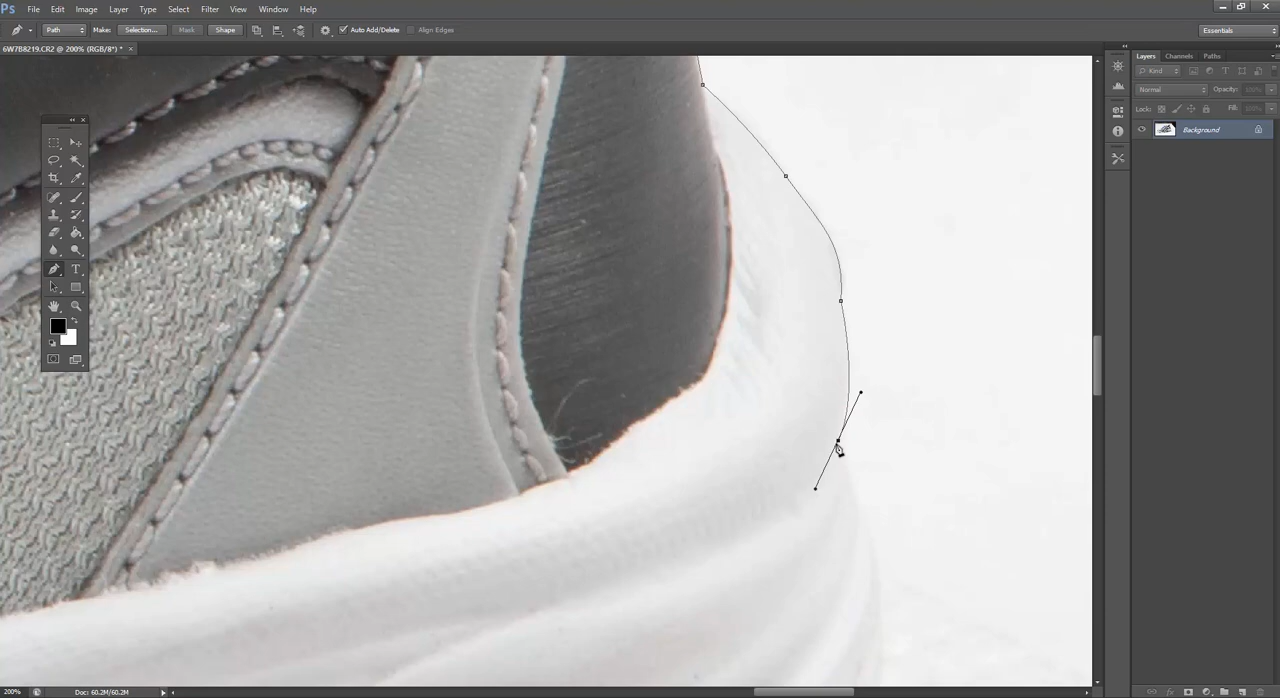 Ps File Edit Image Layer Type Select Filter View Window Help
Path Make: Selection... Mask Shape Auto Add/Delete Align Edges Essentials
6W7B8219.CR2 @ 200% (RGB/8*) * ×
Layers Channels Paths
Kind
Normal Opacity: 100%
Lock: Fill: 100%
Background
200% Doc: 60.2M/60.2M